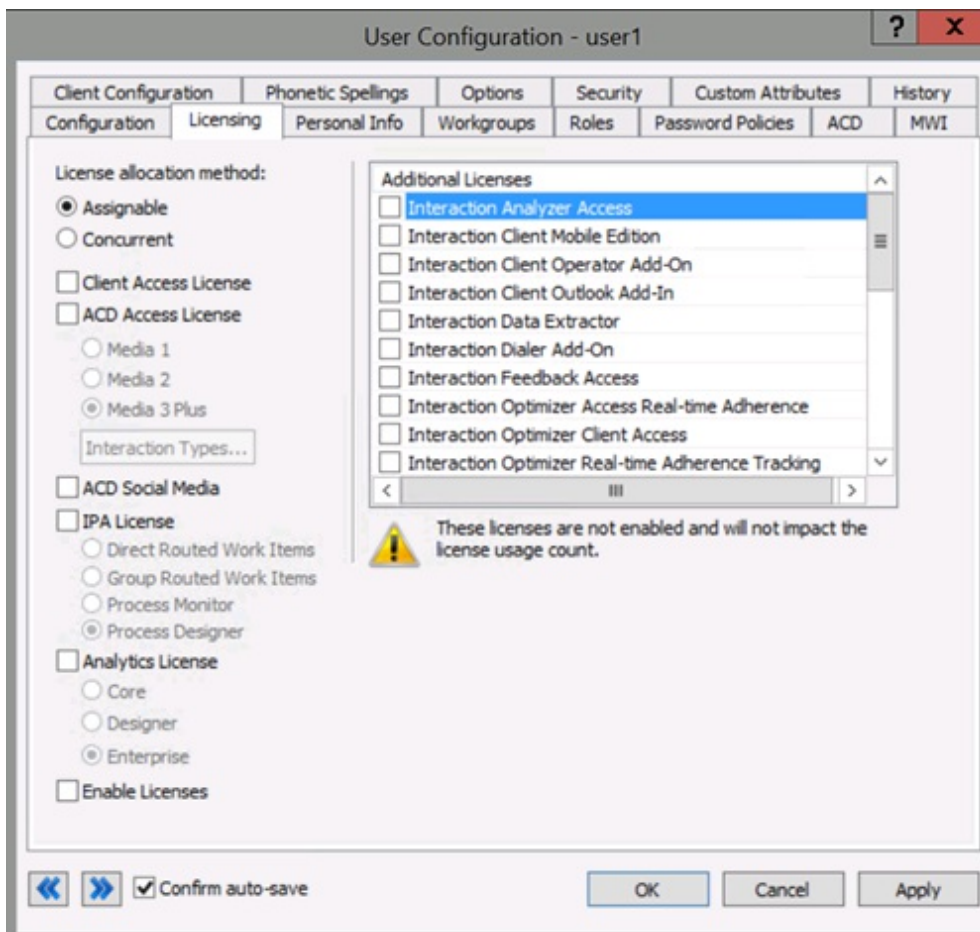 User Configuration - user1
? X
Client Configuration Phonetic Spellings Options Security Custom Attributes History
Configuration Licensing Personal Info Workgroups Roles Password Policies ACD MWI
License allocation method:
Assignable
Concurrent
Client Access License
ACD Access License
Media 1
Media 2
Media 3 Plus
Interaction Types...
ACD Social Media
IPA License
Direct Routed Work Items
Group Routed Work Items
Process Monitor
Process Designer
Analytics License
Core
Designer
Enterprise
Enable Licenses
Additional Licenses
Interaction Analyzer Access
Interaction Client Mobile Edition
Interaction Client Operator Add-On
Interaction Client Outlook Add-In
Interaction Data Extractor
Interaction Dialer Add-On
Interaction Feedback Access
Interaction Optimizer Access Real-time Adherence
Interaction Optimizer Client Access
Interaction Optimizer Real-time Adherence Tracking
These licenses are not enabled and will not impact the
license usage count.
Confirm auto-save
OK Cancel Apply